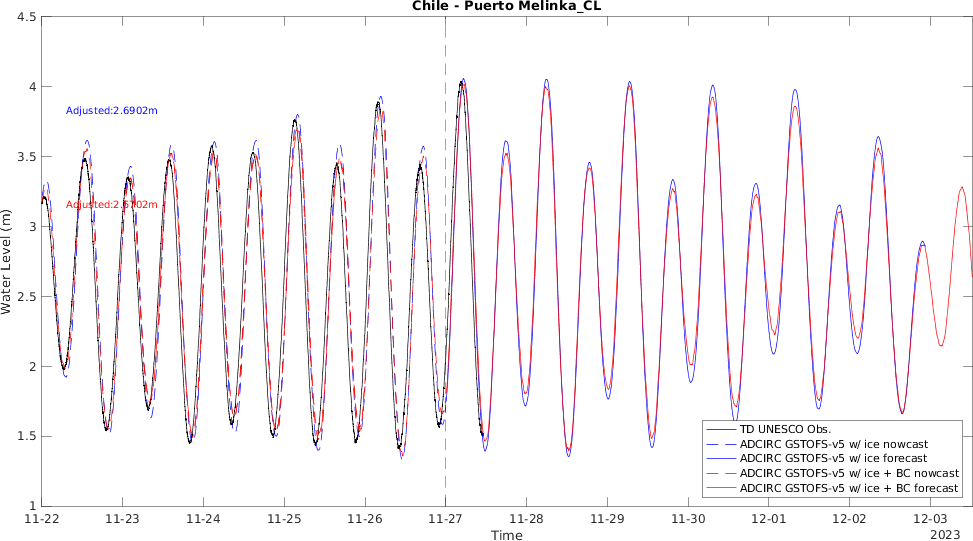 Chile - Puerto Melinka_CL
4.5
4
3.5
3
2.5
2
1.5
1
Water Level (m)
Adjusted:2.6902m
Adjusted:2.6702m
TD UNESCO Obs.
ADCIRC GSTOFS-v5 w/ ice nowcast
ADCIRC GSTOFS-v5 w/ ice forecast
ADCIRC GSTOFS-v5 w/ ice + BC nowcast
ADCIRC GSTOFS-v5 w/ ice + BC forecast
11-22 11-23 11-24 11-25 11-26 11-27 11-28 11-29 11-30 12-01 12-02 12-03
Time
2023